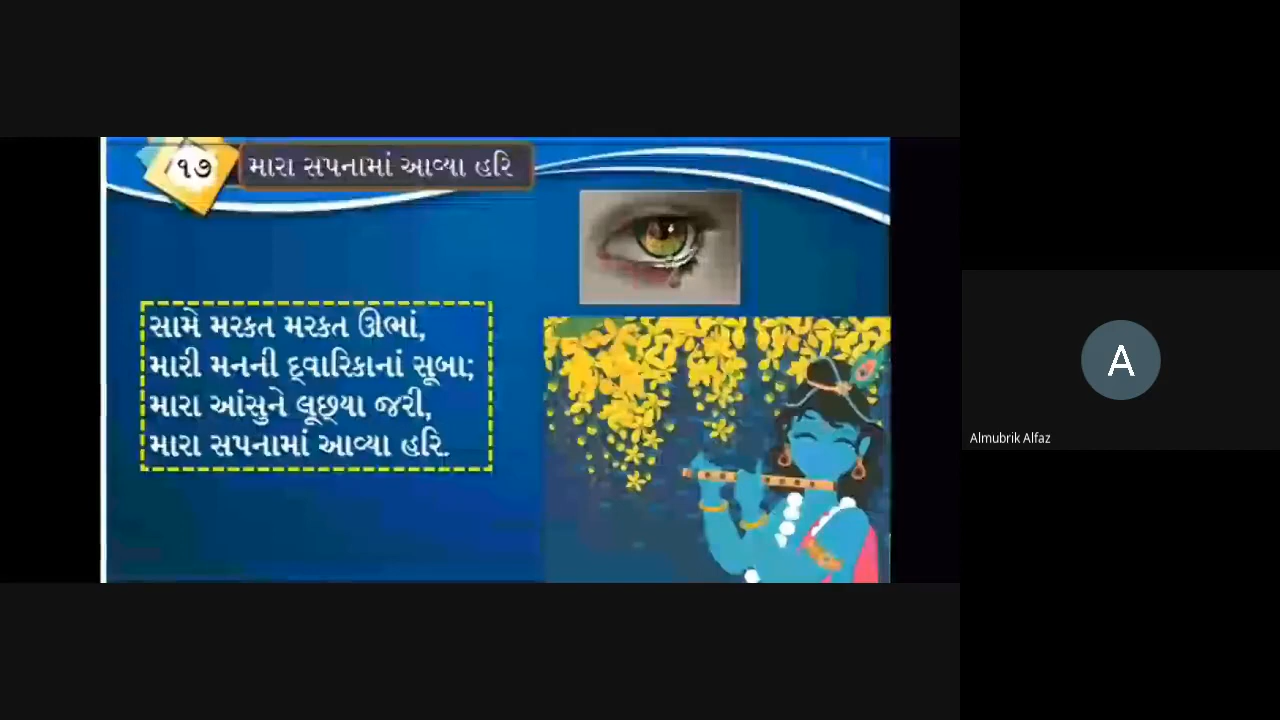 ૧૭ મારા સપનામાં આવ્યા હરિ
સામે મરકત મરકત ઊભાં,
મારી મનની દ્વારિકાનાં સૂબા;
મારા આંસુને લૂછ્યા જરી,
મારા સપનામાં આવ્યા હરિ.
A
Almubrik Alfaz